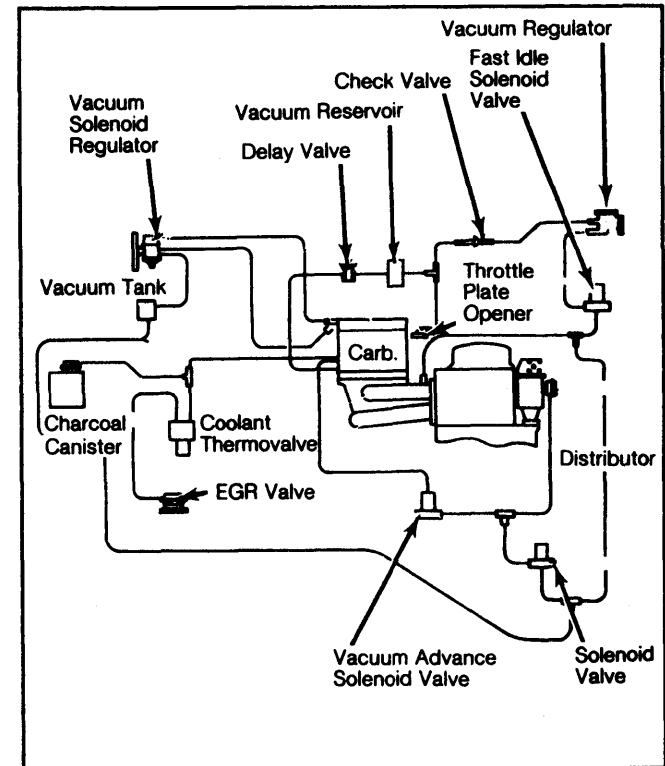 Vacuum Regulator
Fast Idle
Solenoid
Valve
Check Valve
Vacuum Reservoir
Delay Valve
Vacuum
Solenoid
Regulator
Vacuum Tank
Throttle
Plate
Opener
Carb.
Charcoal
Canister
Coolant
Thermovalve
Distributor
EGR Valve
Vacuum Advance
Solenoid Valve
Solenoid
Valve